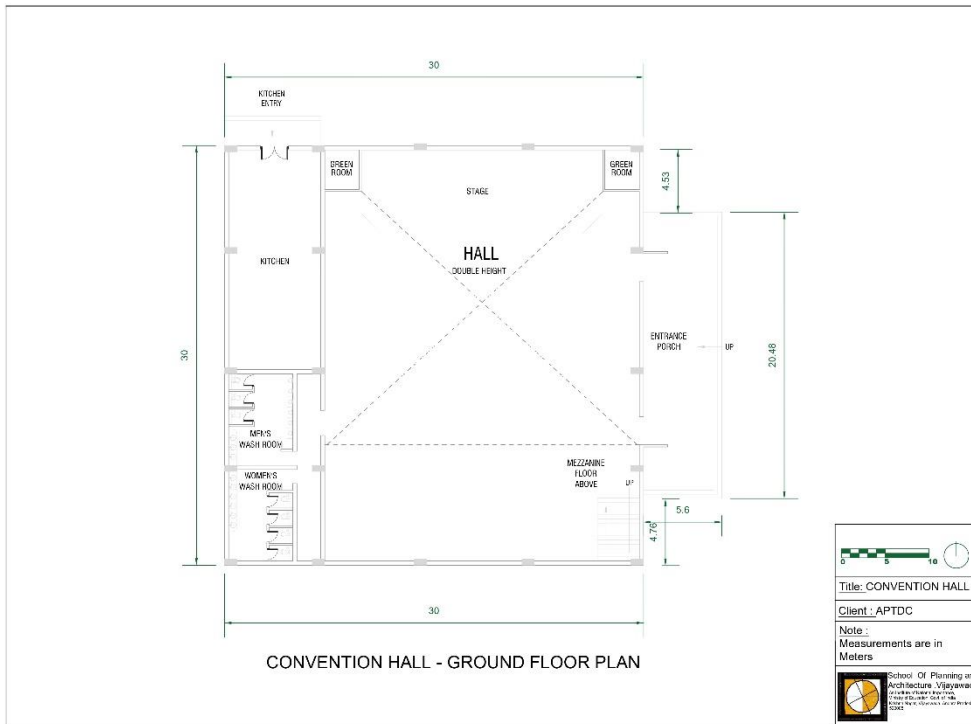 30
KITCHEN
ENTRY
GREEN
ROOM
STAGE
GREEN
ROOM
4.53
HALL
DOUBLE HEIGHT
KITCHEN
ENTRANCE
PORCH
UP
30
20.48
MEN'S
WASH ROOM
WOMEN'S
WASH ROOM
MEZZANINE
FLOOR
ABOVE
UP
4.76
5.6
30
CONVENTION HALL - GROUND FLOOR PLAN
0 5 10
Title: CONVENTION HALL
Client : APTDC
Note :
Measurements are in
Meters
School Of Planning a
Architecture ,Vijayawa